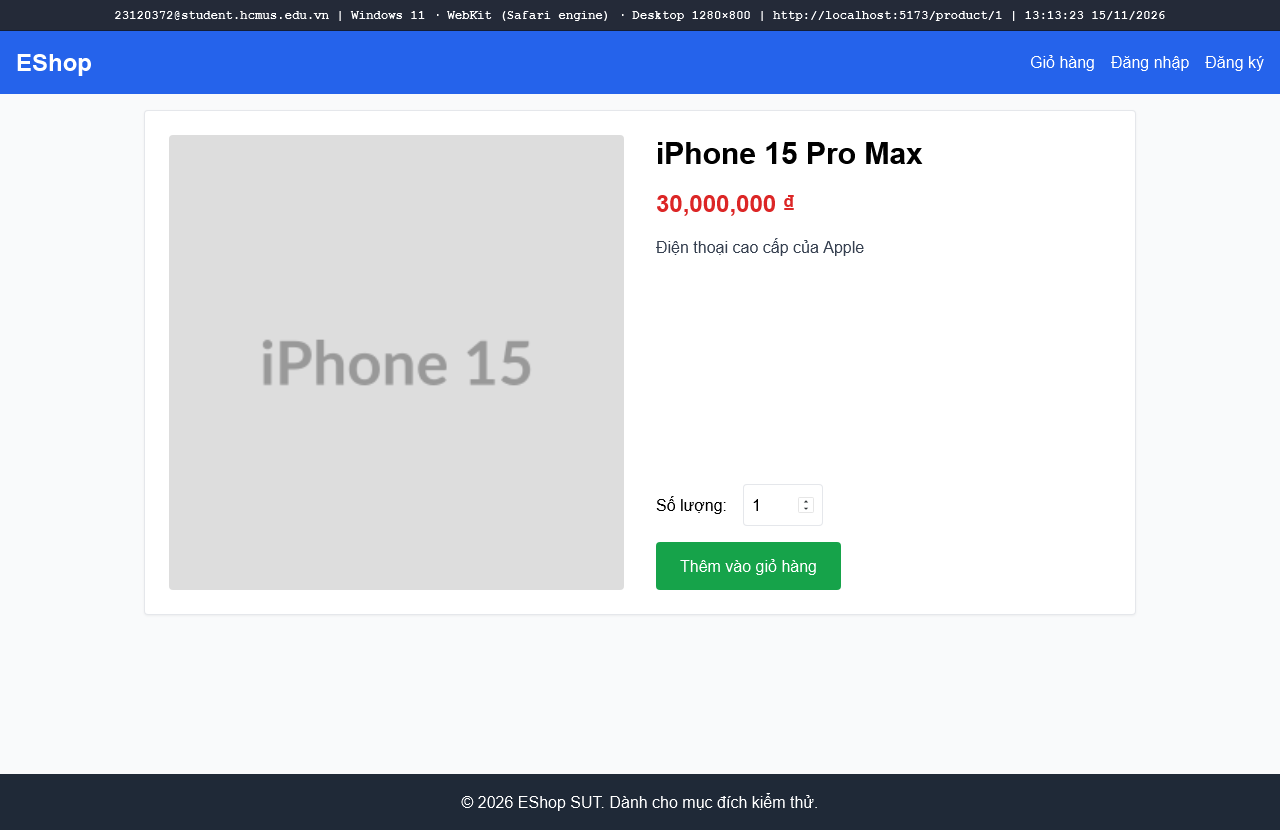 23120372@student.hcmus.edu.vn | Windows 11 · WebKit (Safari engine) · Desktop 1280×800 | http://localhost:5173/product/1 | 13:13:23 15/11/2026
EShop
Giỏ hàng Đăng nhập Đăng ký
iPhone 15
iPhone 15 Pro Max
30,000,000 ₫
Điện thoại cao cấp của Apple
Số lượng: 1
Thêm vào giỏ hàng
© 2026 EShop SUT. Dành cho mục đích kiểm thử.